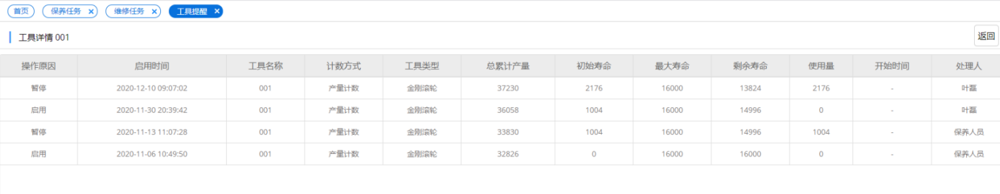 首页 保养任务 × 维修任务 × 工具提醒 ×
工具详情 001 返回
操作原因 启用时间 工具名称 计数方式 工具类型 总累计产量 初始寿命 最大寿命 剩余寿命 使用量 开始时间 处理人
暂停 2020-12-10 09:07:02 001 产量计数 金刚滚轮 37230 2176 16000 13824 2176 - 叶磊
启用 2020-11-30 20:39:42 001 产量计数 金刚滚轮 36058 1004 16000 14996 0 - 叶磊
暂停 2020-11-13 11:07:28 001 产量计数 金刚滚轮 33830 1004 16000 14996 1004 - 保养人员
启用 2020-11-06 10:49:50 001 产量计数 金刚滚轮 32826 0 16000 16000 0 - 保养人员